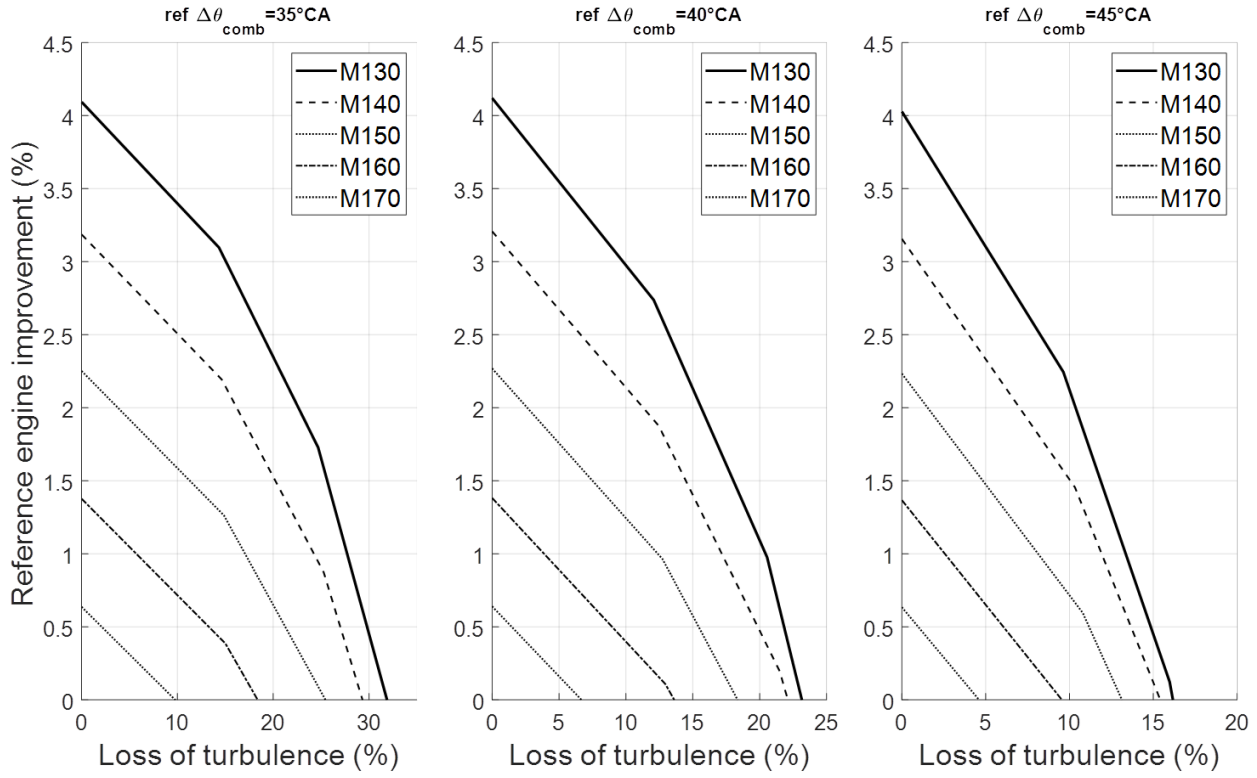 ref Δθcomb=35°CA
Reference engine improvement (%)
4.5
4
3.5
3
2.5
2
1.5
1
0.5
0
0
10
20
30
Loss of turbulence (%)
M130
M140
M150
M160
M170
ref Δθcomb=40°CA
4.5
4
3.5
3
2.5
2
1.5
1
0.5
0
0
5
10
15
20
25
Loss of turbulence (%)
M130
M140
M150
M160
M170
ref Δθcomb=45°CA
4.5
4
3.5
3
2.5
2
1.5
1
0.5
0
0
5
10
15
20
Loss of turbulence (%)
M130
M140
M150
M160
M170